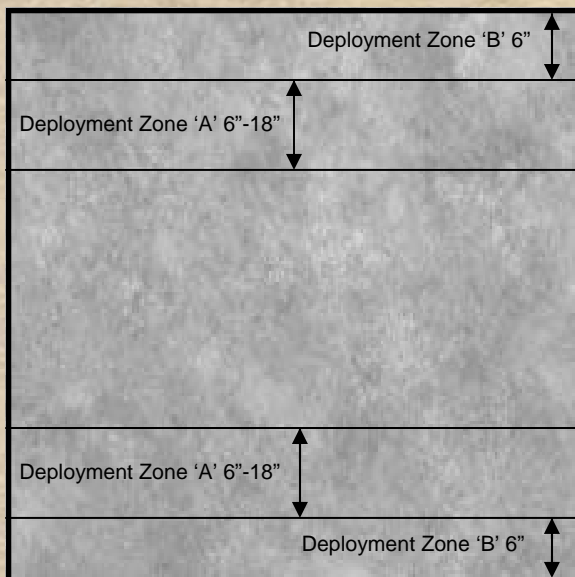 Deployment Zone ‘B’ 6”
Deployment Zone ‘A’ 6”-18”
Deployment Zone ‘A’ 6”-18”
Deployment Zone ‘B’ 6”